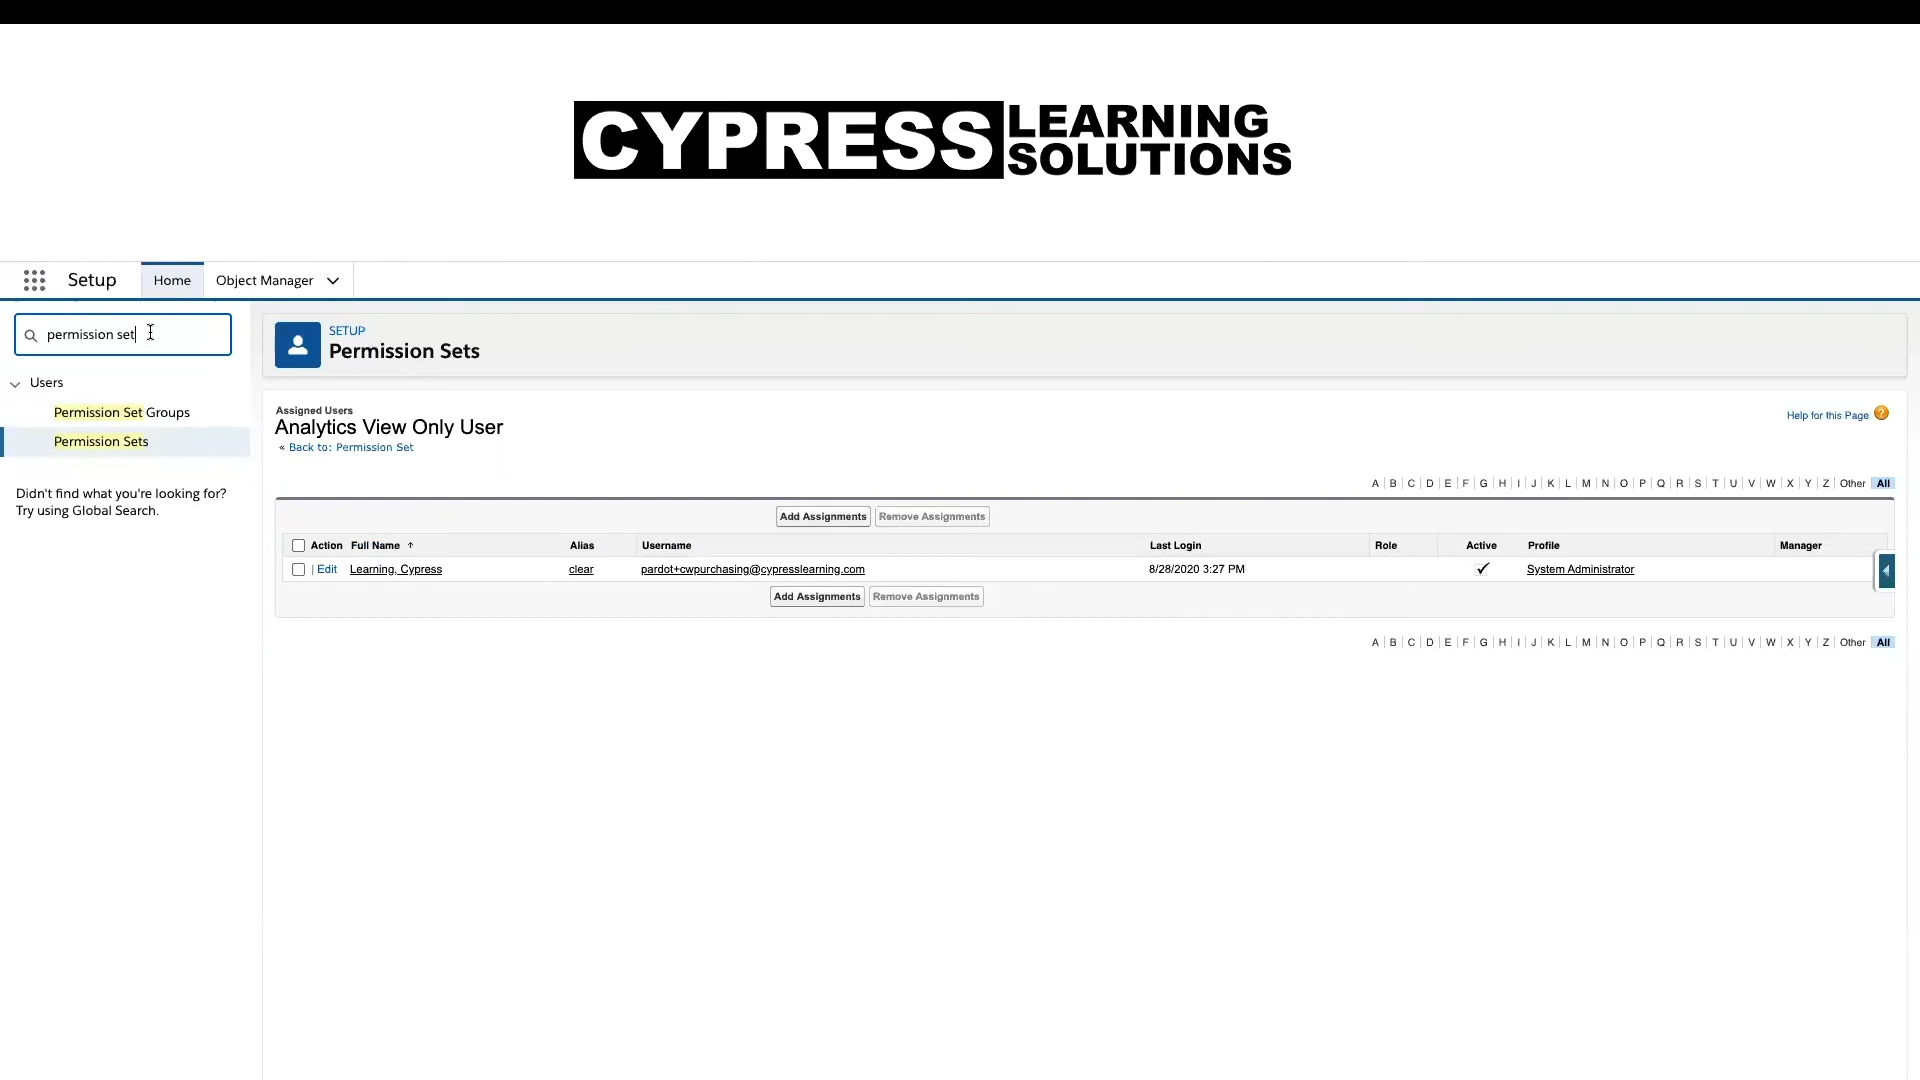 CYPRESS LEARNING SOLUTIONS
Setup Home Object Manager
permission set
Users
Permission Set Groups
Permission Sets
Didn't find what you're looking for?
Try using Global Search.
SETUP
Permission Sets
Assigned Users
Analytics View Only User
« Back to: Permission Set
Help for this Page ?
A | B | C | D | E | F | G | H | I | J | K | L | M | N | O | P | Q | R | S | T | U | V | W | X | Y | Z | Other | All
Add Assignments Remove Assignments
Action Full Name ↑ Alias Username Last Login Role Active Profile Manager
| Edit Learning, Cypress clear pardot+cwpurchasing@cypresslearning.com 8/28/2020 3:27 PM ✓ System Administrator
Add Assignments Remove Assignments
A | B | C | D | E | F | G | H | I | J | K | L | M | N | O | P | Q | R | S | T | U | V | W | X | Y | Z | Other | All